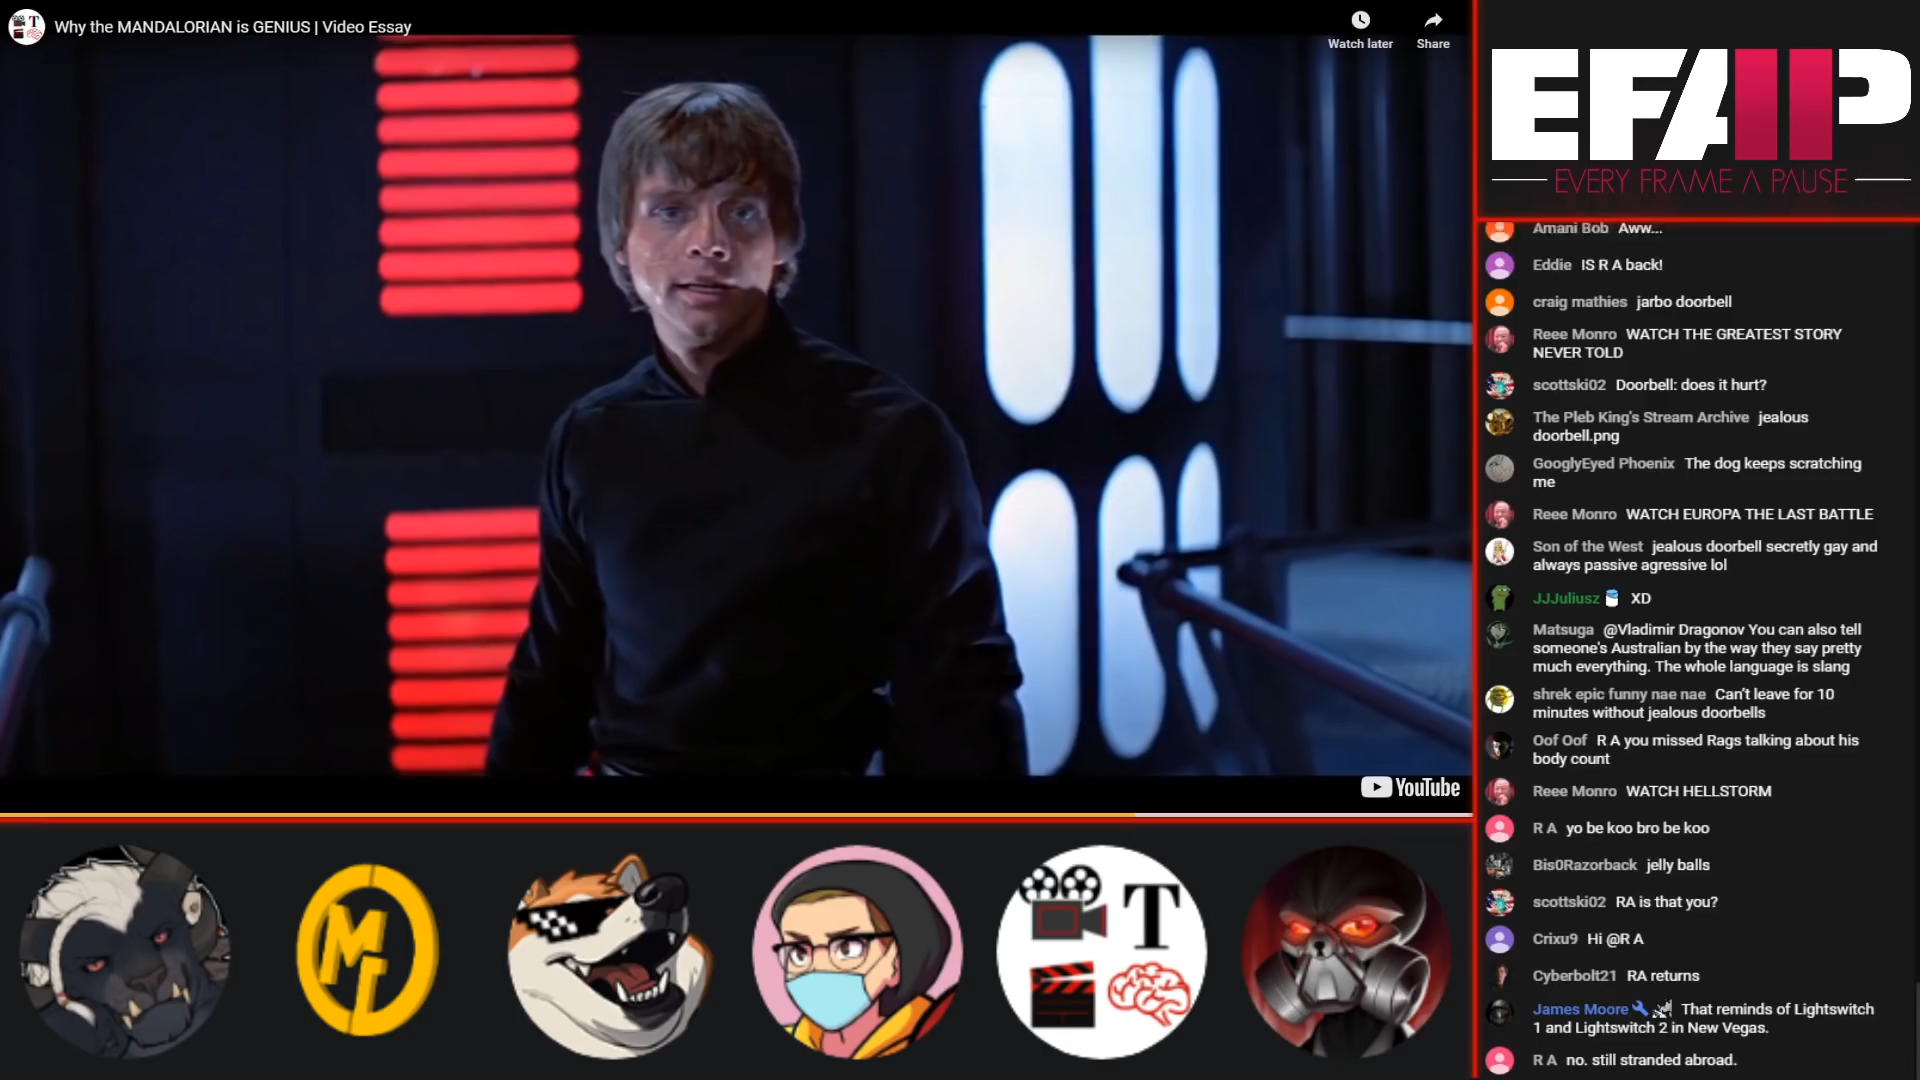 Why the MANDALORIAN is GENIUS | Video Essay
Watch later
Share
YouTube
EFAP
EVERY FRAME A PAUSE
Amani Bob Aww...
Eddie IS R A back!
craig mathies jarbo doorbell
Reee Monro WATCH THE GREATEST STORY
NEVER TOLD
scottski02 Doorbell: does it hurt?
The Pleb King's Stream Archive jealous
doorbell.png
GooglyEyed Phoenix The dog keeps scratching
me
Reee Monro WATCH EUROPA THE LAST BATTLE
Son of the West jealous doorbell secretly gay and
always passive agressive lol
JJJuliusz XD
Matsuga @Vladimir Dragonov You can also tell
someone's Australian by the way they say pretty
much everything. The whole language is slang
shrek epic funny nae nae Can't leave for 10
minutes without jealous doorbells
Oof Oof R A you missed Rags talking about his
body count
Reee Monro WATCH HELLSTORM
R A yo be koo bro be koo
Bis0Razorback jelly balls
scottski02 RA is that you?
Crixu9 Hi @R A
Cyberbolt21 RA returns
James Moore That reminds of Lightswitch
1 and Lightswitch 2 in New Vegas.
R A no. still stranded abroad.
T